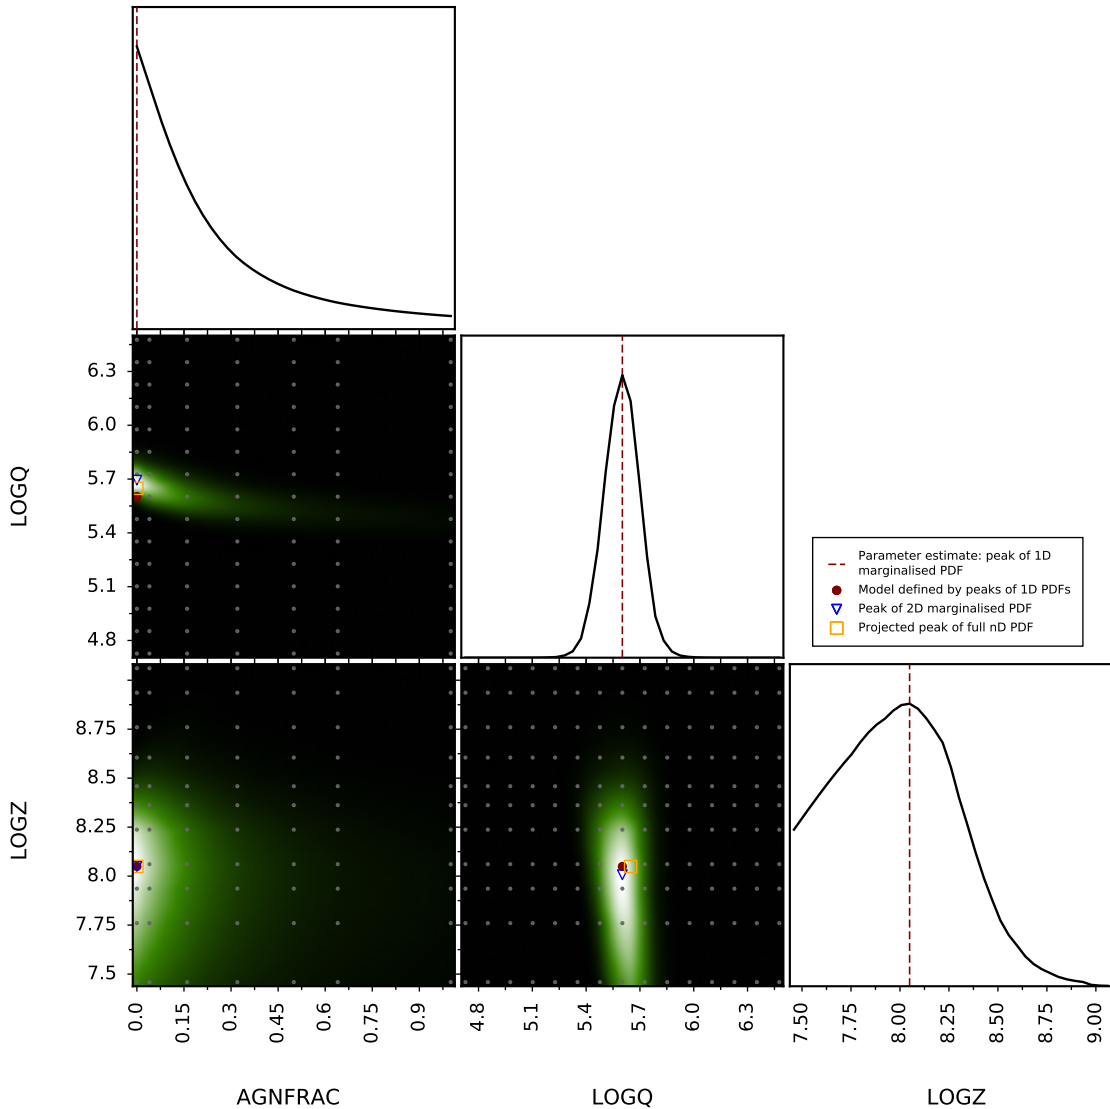 6.3
6.0
5.7
5.4
5.1
4.8
LOGQ
Parameter estimate: peak of 1D
marginalised PDF
Model defined by peaks of 1D PDFs
Peak of 2D marginalised PDF
Projected peak of full nD PDF
8.75
8.5
8.25
8.0
7.75
7.5
LOGZ
0.0 0.15 0.3 0.45 0.6 0.75 0.9
4.8 5.1 5.4 5.7 6.0 6.3
7.50 7.75 8.00 8.25 8.50 8.75 9.00
AGNFRAC LOGQ LOGZ